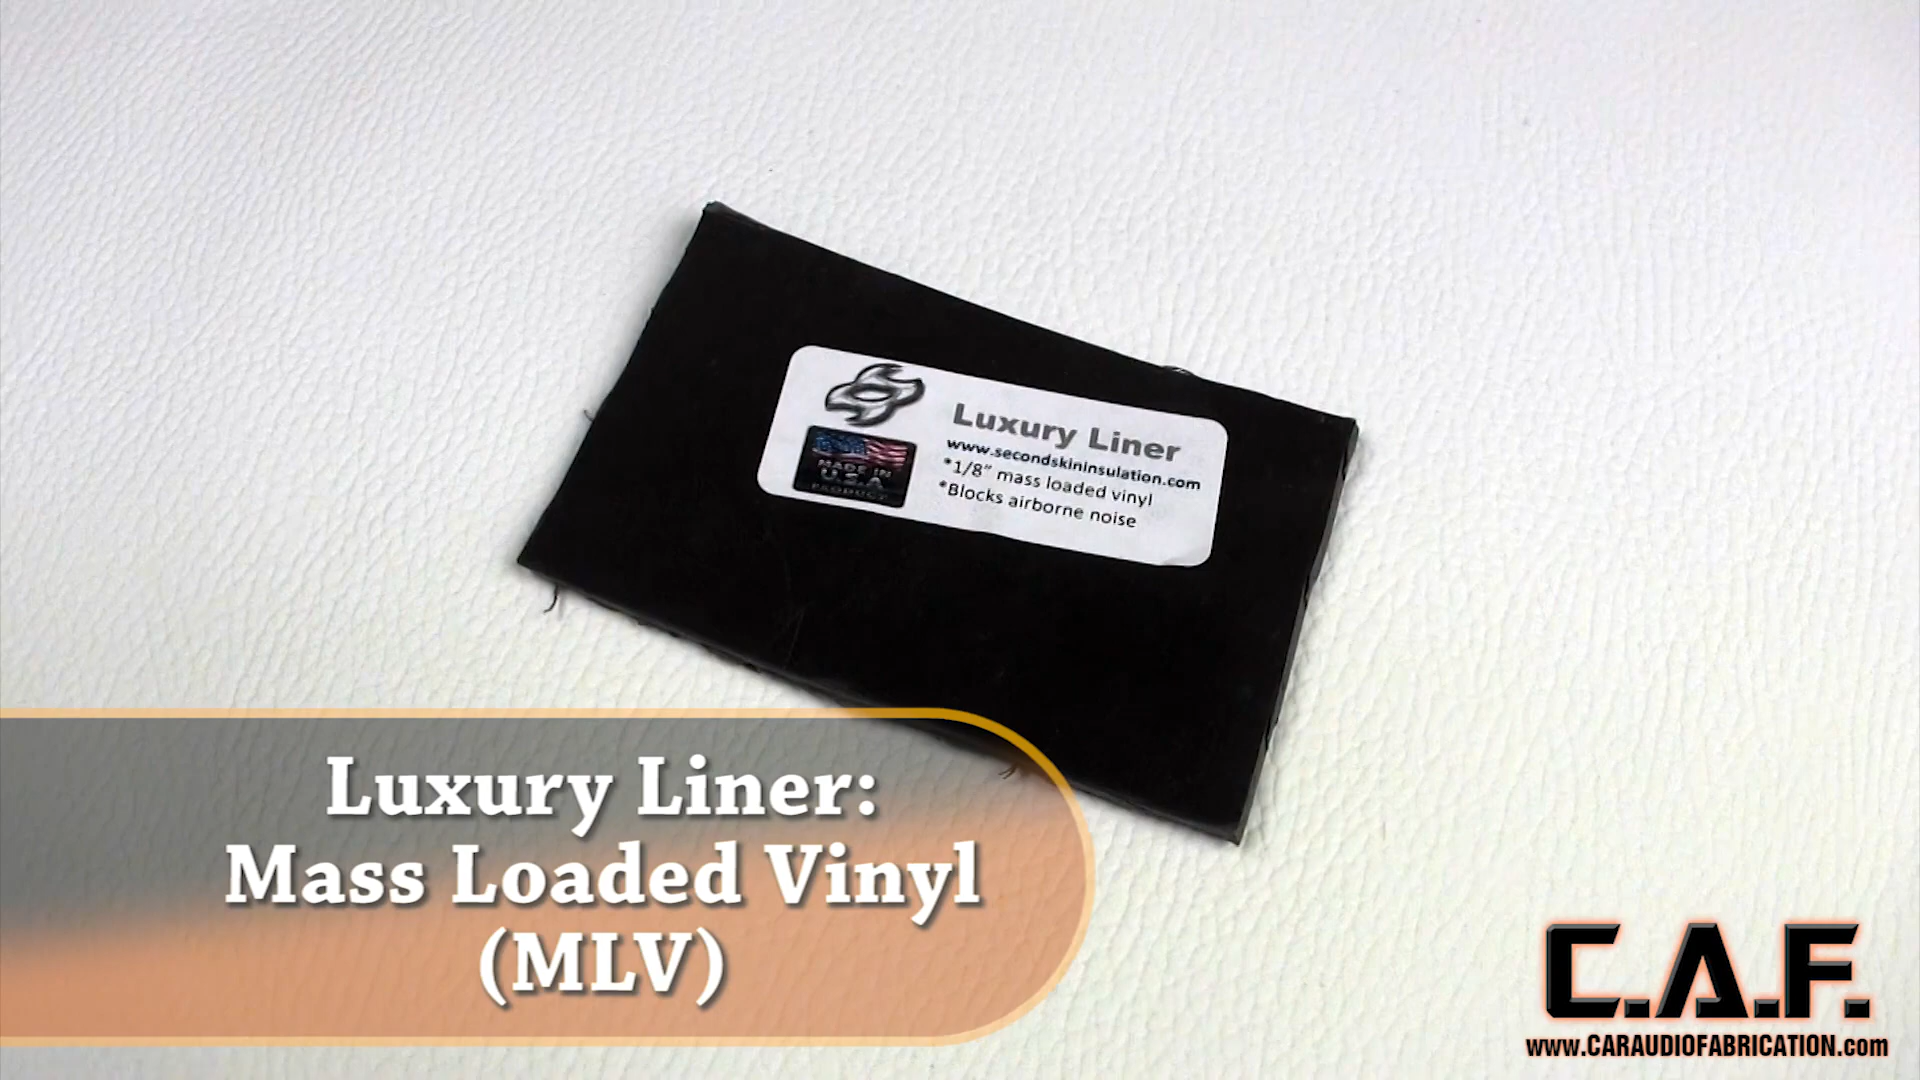 Luxury Liner
www.secondskininsulation.com
*1/8" mass loaded vinyl
*Blocks airborne noise
MADE IN
U.S.A
PRODUCT
Luxury Liner:
Mass Loaded Vinyl
(MLV)
C.A.F.
www.CARAUDIOFABRICATION.com